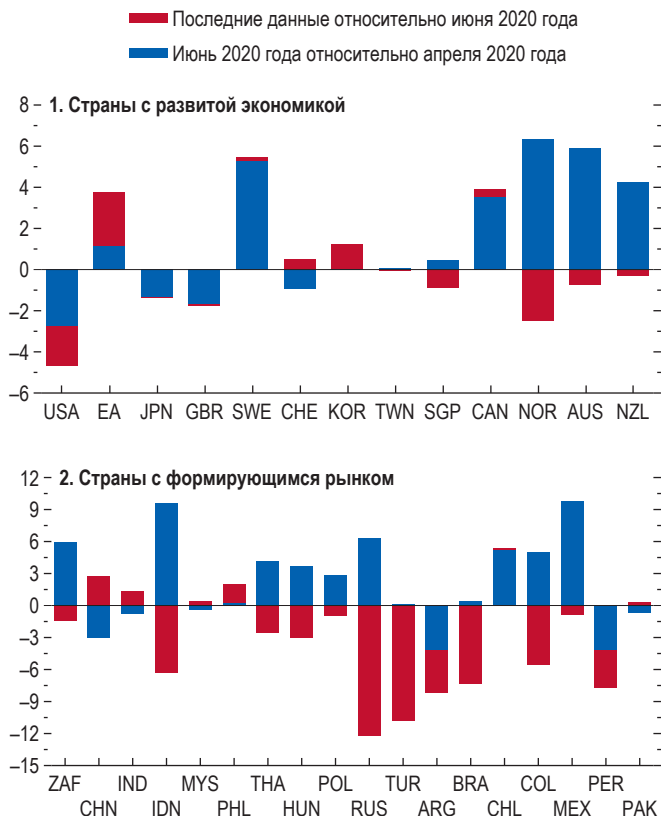 Последние данные относительно июня 2020 года
Июнь 2020 года относительно апреля 2020 года
1. Страны с развитой экономикой
8
6
4
2
0
–2
–4
–6
USA EA JPN GBR SWE CHE KOR TWN SGP CAN NOR AUS NZL
2. Страны с формирующимся рынком
12
9
6
3
0
–3
–6
–9
–12
–15
ZAF IND MYS THA POL TUR BRA COL PER
CHN IDN PHL HUN RUS ARG CHL MEX PAK